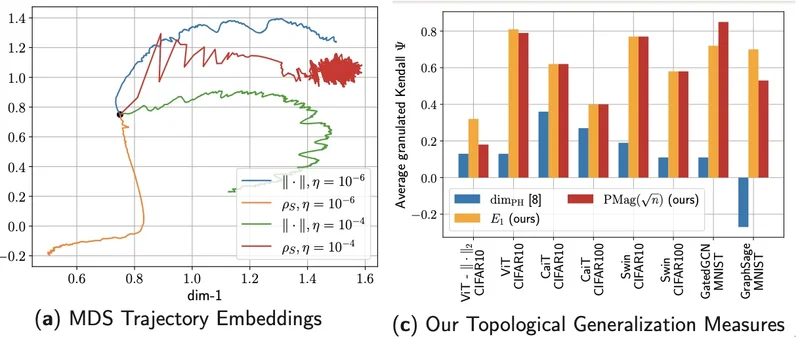 1.4
1.2
1.0
0.8
0.6
0.4
0.2
0.0
−0.2
0.6
0.8
1.0
1.2
1.4
1.6
dim-1
‖ · ‖, η = 10⁻⁶
ρS, η = 10⁻⁶
‖ · ‖, η = 10⁻⁴
ρS, η = 10⁻⁴
(a) MDS Trajectory Embeddings
Average granulated Kendall Ψ
0.8
0.6
0.4
0.2
0.0
−0.2
dimPH [8]
E₁ (ours)
PMag(√n) (ours)
ViT - ‖ · ‖₂
CIFAR10
ViT
CIFAR10
CaiT
CIFAR10
CaiT
CIFAR100
Swin
CIFAR10
Swin
CIFAR100
GatedGCN
MNIST
GraphSage
MNIST
(c) Our Topological Generalization Measures